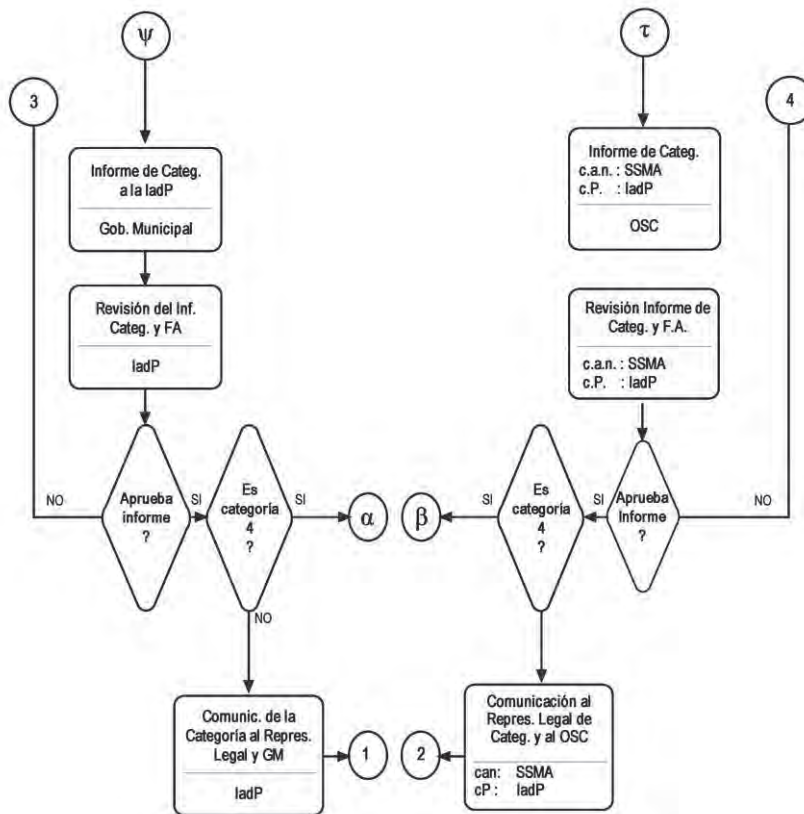 ψ
τ
3
4
Informe de Categ.
a la IadP
Gob. Municipal
Informe de Categ.
c.a.n. : SSMA
c.P. : IadP
OSC
Revisión del Inf.
Categ. y FA
IadP
Revisión Informe de
Categ. y F.A.
c.a.n. : SSMA
c.P. : IadP
NO
Aprueba
informe
?
SI
Es
categoría
4
?
SI
α
β
SI
Es
categoría
4
?
SI
Aprueba
Informe
?
NO
NO
Comunic. de la
Categoría al Repres.
Legal y GM
IadP
1
2
Comunicación al
Repres. Legal de
Categ. y al OSC
can: SSMA
cP : IadP